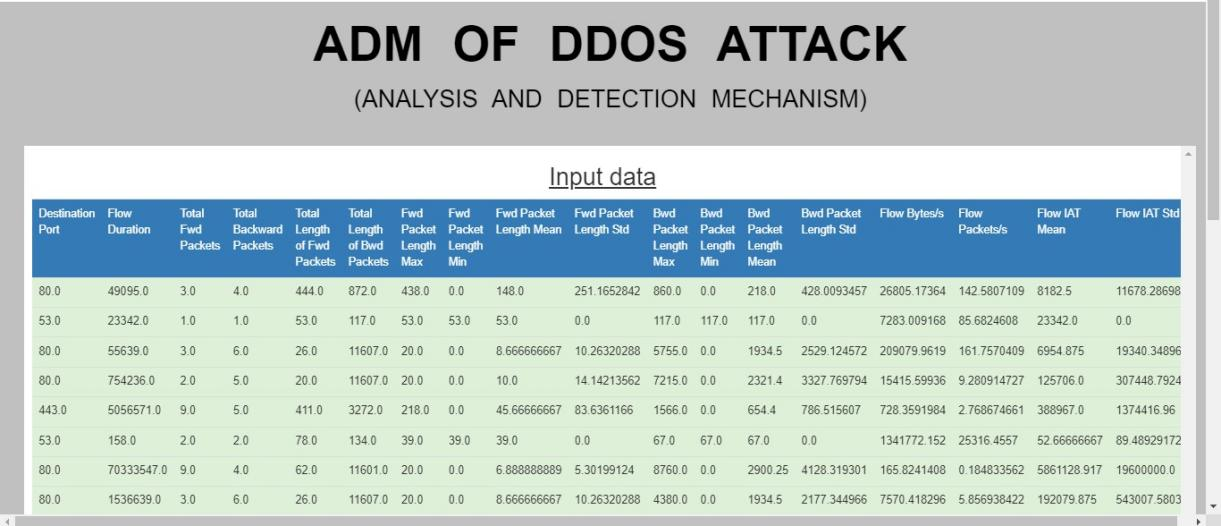 ADM OF DDOS ATTACK
(ANALYSIS AND DETECTION MECHANISM)
Input data
Destination Port Flow Duration Total Fwd Packets Total Backward Packets Total Length of Fwd Packets Total Length of Bwd Packets Fwd Packet Length Max Fwd Packet Length Min Fwd Packet Length Mean Fwd Packet Length Std Bwd Packet Length Max Bwd Packet Length Min Bwd Packet Length Mean Bwd Packet Length Std Flow Bytes/s Flow Packets/s Flow IAT Mean Flow IAT Std
80.0 49095.0 3.0 4.0 444.0 872.0 438.0 0.0 148.0 251.1652842 860.0 0.0 218.0 428.0093457 26805.17364 142.5807109 8182.5 11678.28698
53.0 23342.0 1.0 1.0 53.0 117.0 53.0 53.0 53.0 0.0 117.0 117.0 117.0 0.0 7283.009168 85.6824608 23342.0 0.0
80.0 55639.0 3.0 6.0 26.0 11607.0 20.0 0.0 8.666666667 10.26320288 5755.0 0.0 1934.5 2529.124572 209079.9619 161.7570409 6954.875 19340.34896
80.0 754236.0 2.0 5.0 20.0 11607.0 20.0 0.0 10.0 14.14213562 7215.0 0.0 2321.4 3327.769794 15415.59936 9.280914727 125706.0 307448.7924
443.0 5056571.0 9.0 5.0 411.0 3272.0 218.0 0.0 45.66666667 83.6361166 1566.0 0.0 654.4 786.515607 728.3591984 2.768674661 388967.0 1374416.96
53.0 158.0 2.0 2.0 78.0 134.0 39.0 39.0 39.0 0.0 67.0 67.0 67.0 0.0 1341772.152 25316.4557 52.66666667 89.48929172
80.0 70333547.0 9.0 4.0 62.0 11601.0 20.0 0.0 6.888888889 5.30199124 8760.0 0.0 2900.25 4128.319301 165.8241408 0.184833562 5861128.917 19600000.0
80.0 1536639.0 3.0 6.0 26.0 11607.0 20.0 0.0 8.666666667 10.26320288 4380.0 0.0 1934.5 2177.344966 7570.418296 5.856938422 192079.875 543007.5803